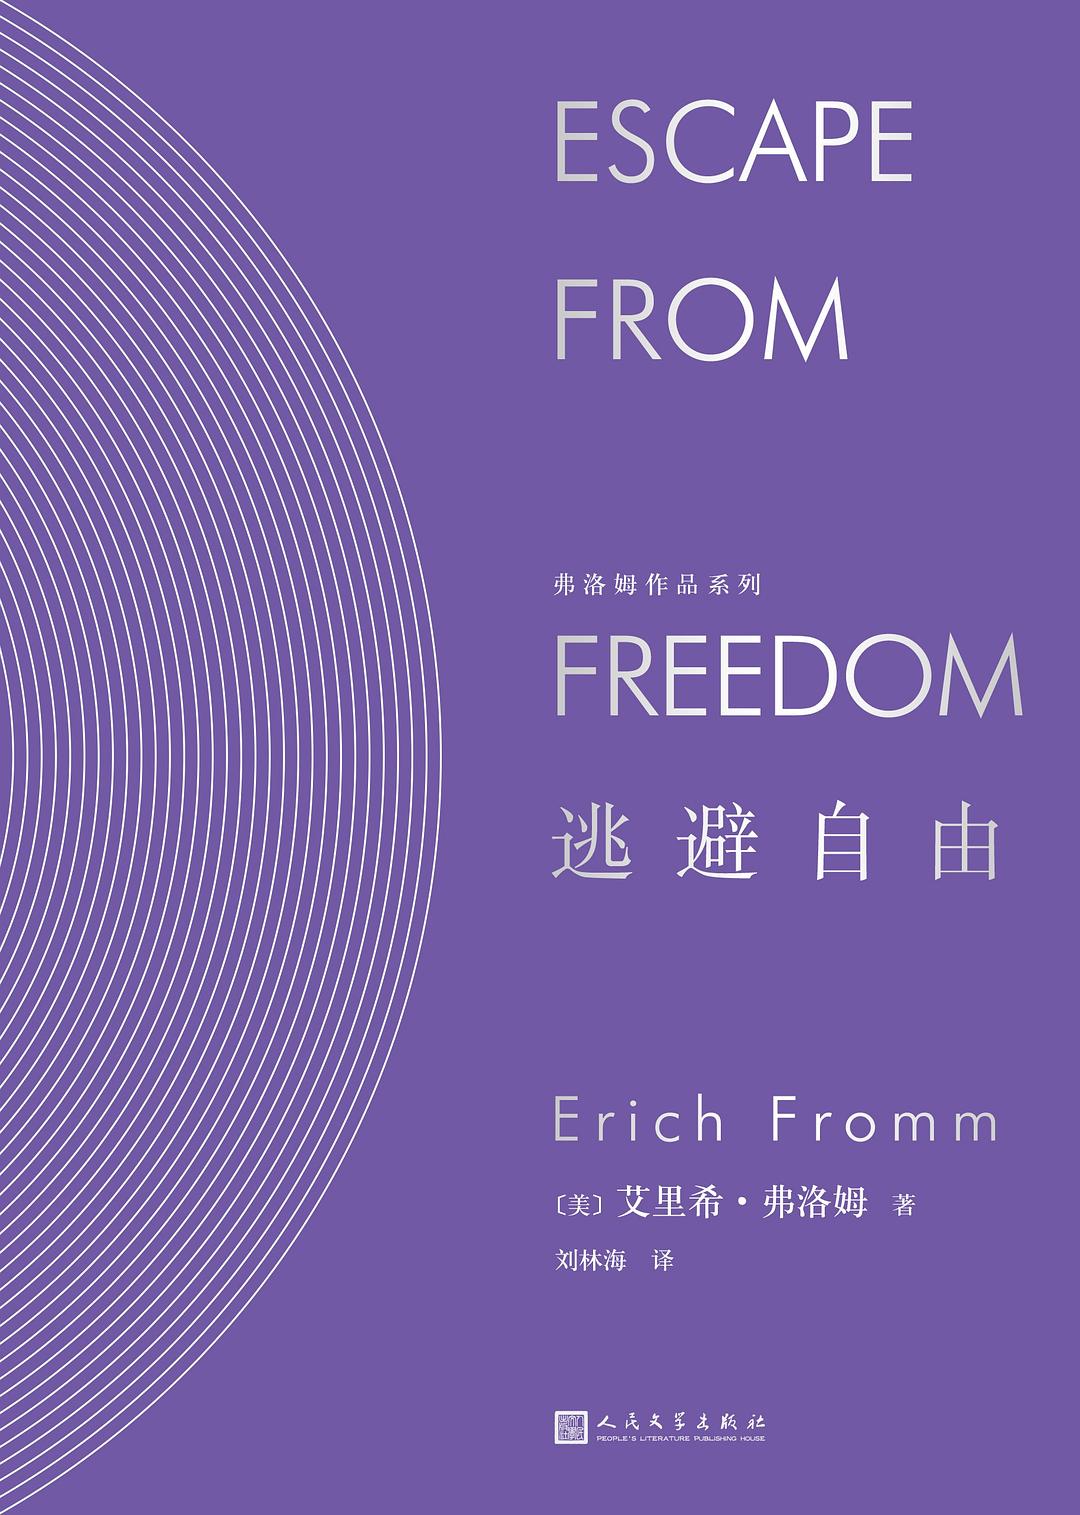 ESCAPE
FROM
弗洛姆作品系列
FREEDOM
逃避自由
Erich Fromm
〔美〕艾里希·弗洛姆 著
刘林海 译
人民文学出版社
PEOPLE'S LITERATURE PUBLISHING HOUSE